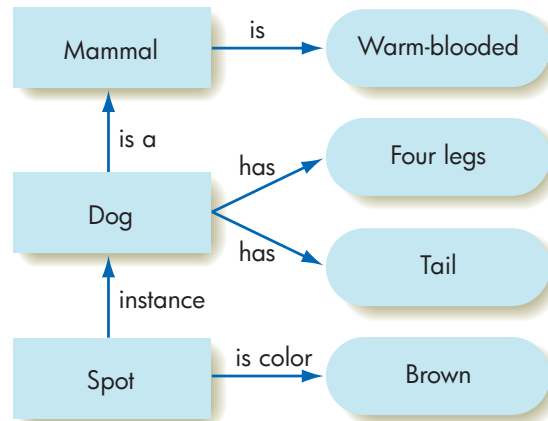 Mammal
is
Warm-blooded
is a
Four legs
has
Dog
has
Tail
instance
Spot
is color
Brown